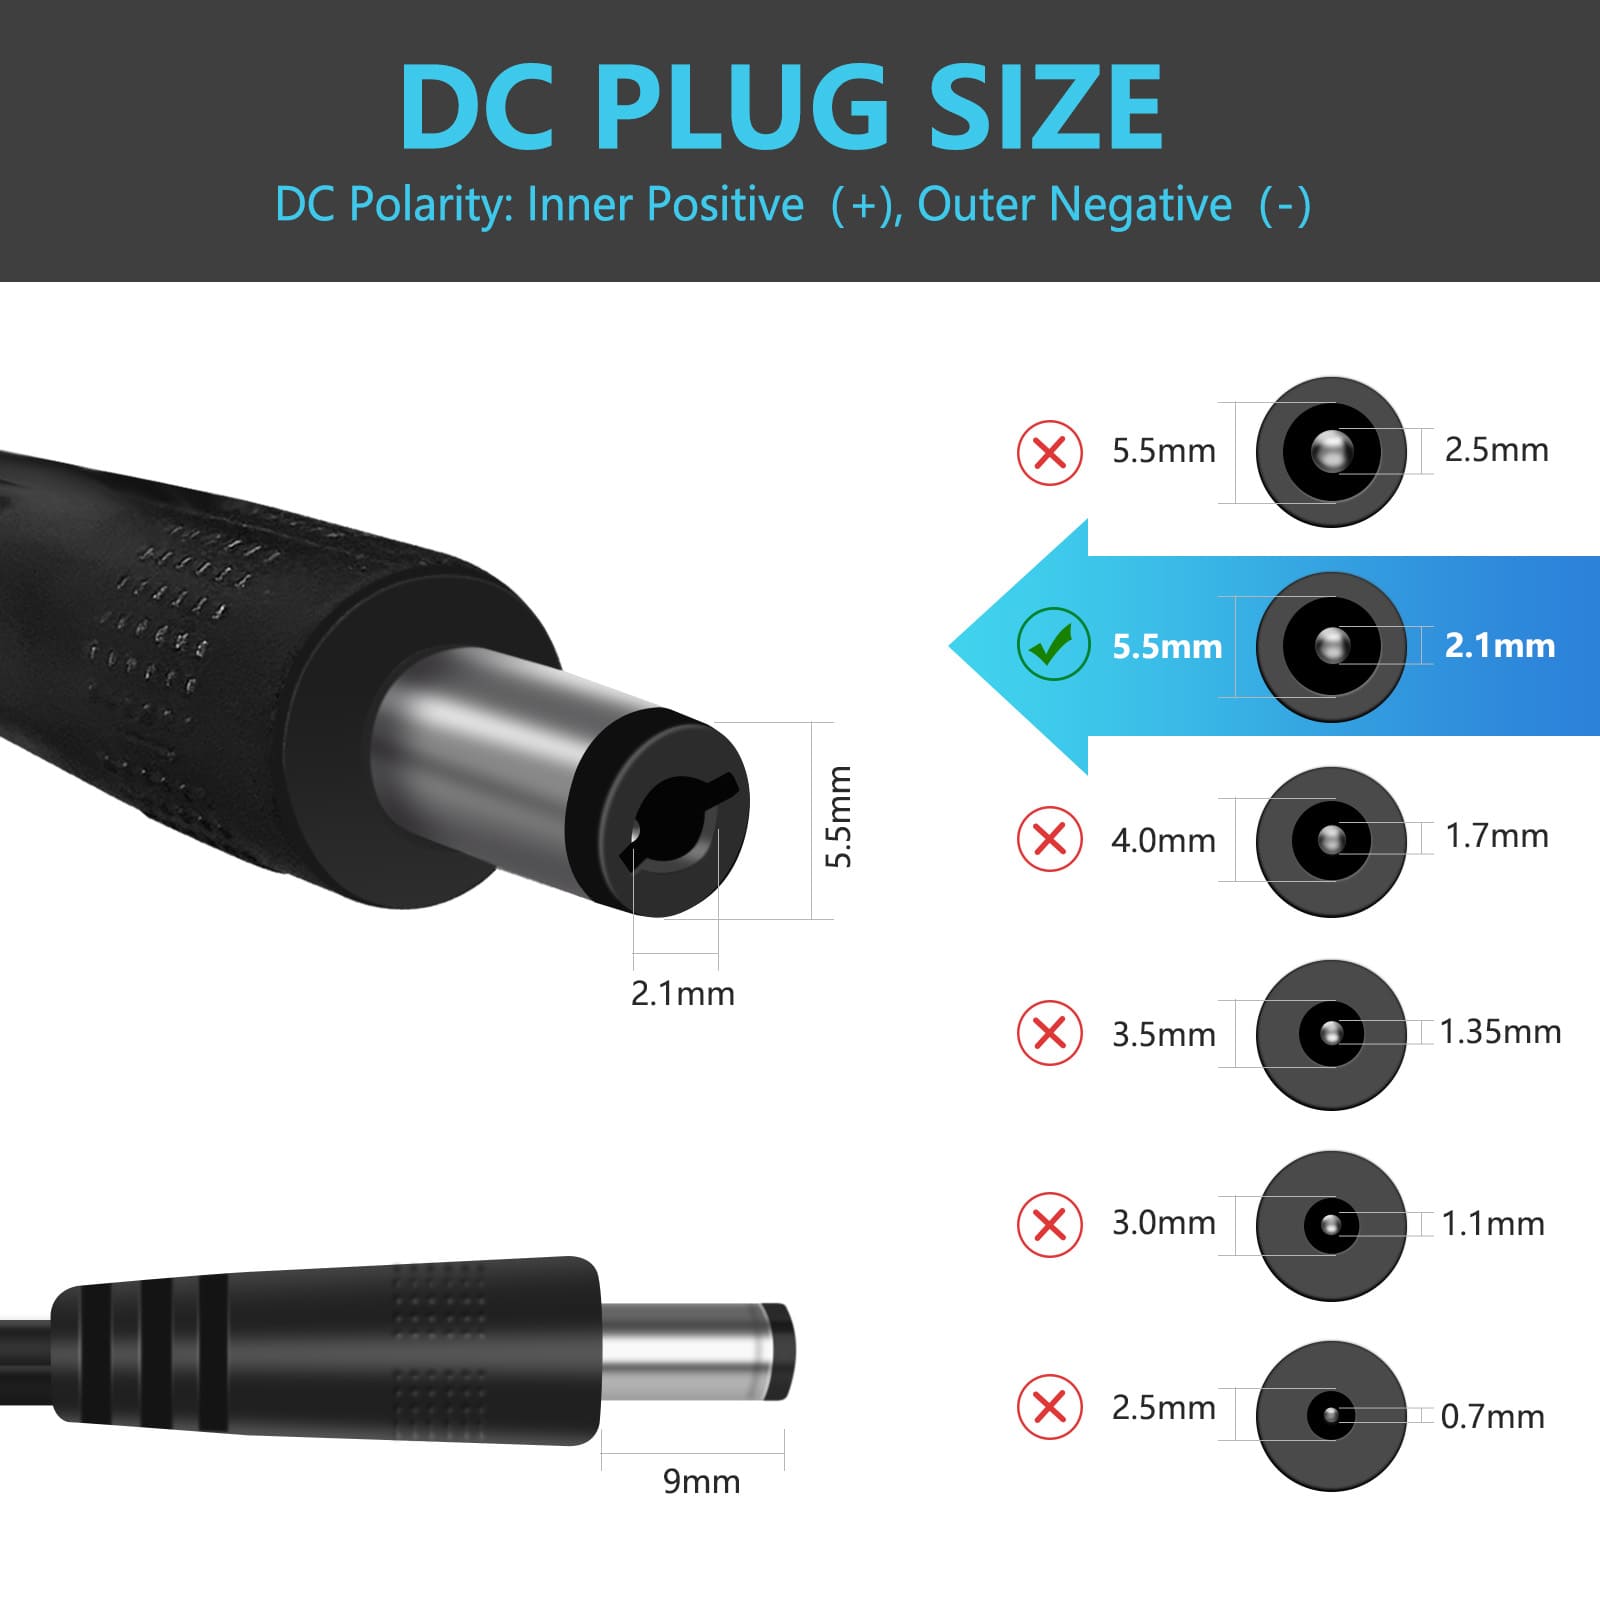 DC PLUG SIZE
DC Polarity: Inner Positive (+), Outer Negative (-)
5.5mm 2.5mm
5.5mm 2.1mm
4.0mm 1.7mm
3.5mm 1.35mm
3.0mm 1.1mm
2.5mm 0.7mm
5.5mm
2.1mm
9mm